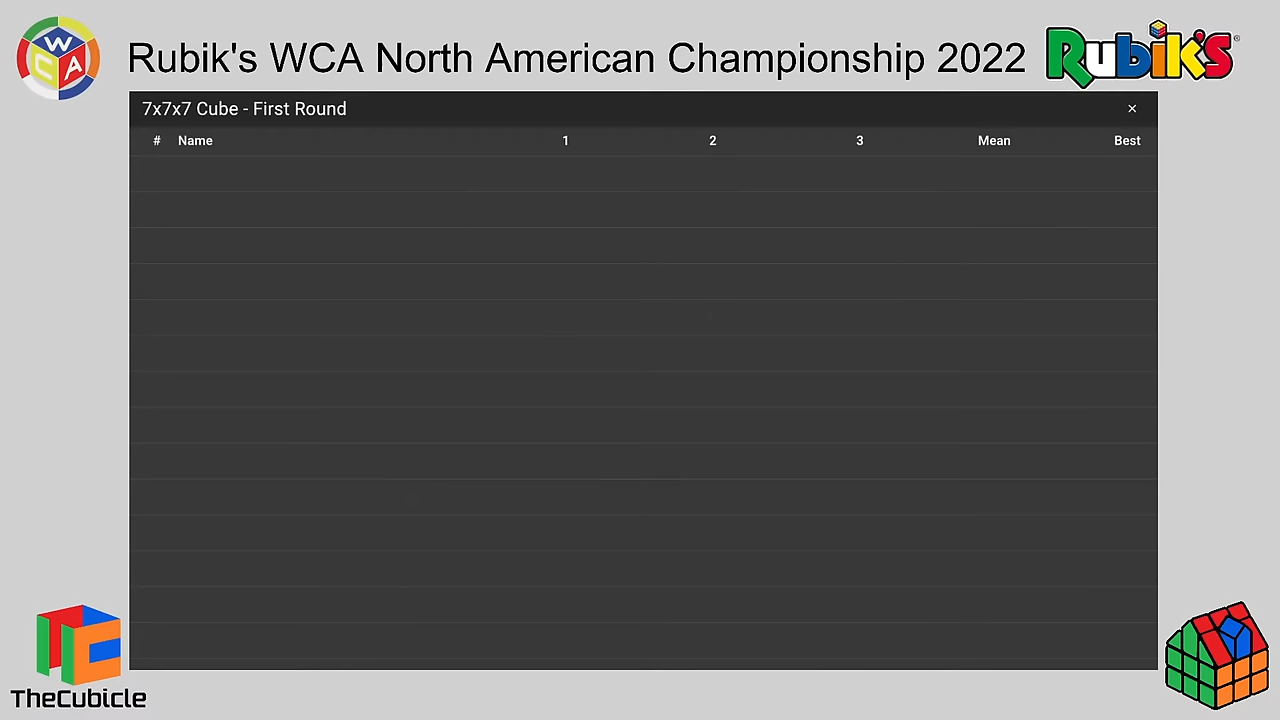 Rubik's WCA North American Championship 2022
WCA
Rubik's
®
7x7x7 Cube - First Round
×
# Name 1 2 3 Mean Best
TC
TheCubicle